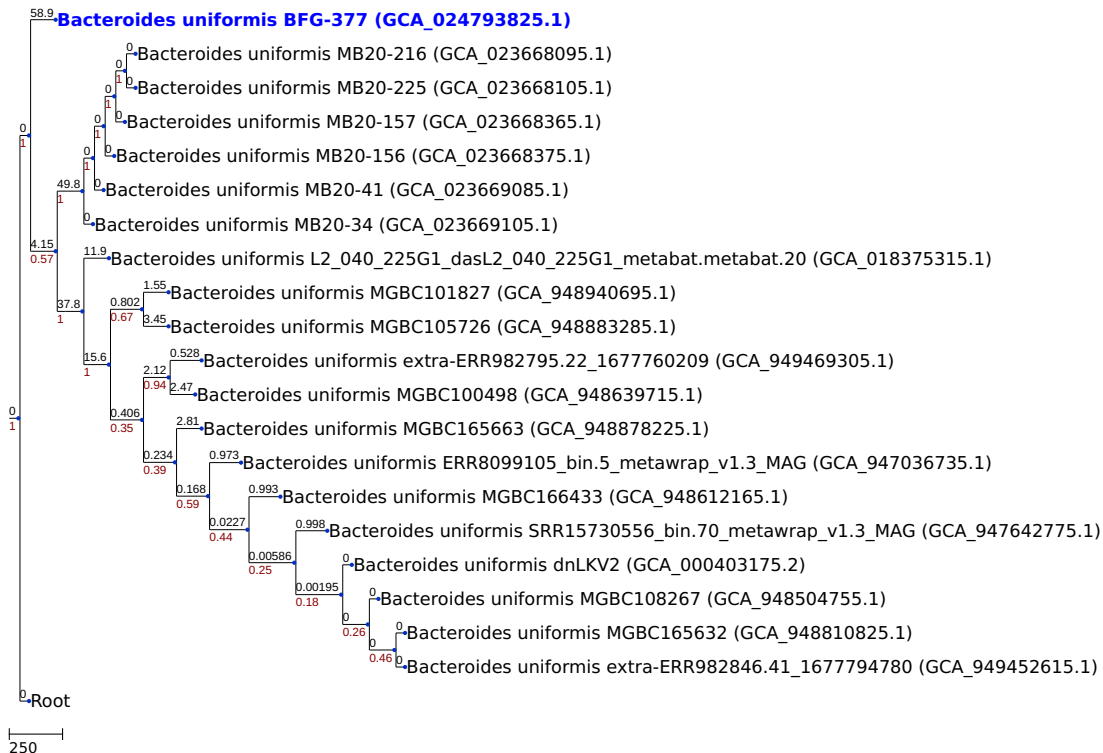 58.9
Bacteroides uniformis BFG-377 (GCA_024793825.1)
0
Bacteroides uniformis MB20-216 (GCA_023668095.1)
0
1
0
Bacteroides uniformis MB20-225 (GCA_023668105.1)
0
1
0
Bacteroides uniformis MB20-157 (GCA_023668365.1)
0
1
0
1
0
Bacteroides uniformis MB20-156 (GCA_023668375.1)
0
1
49.8
1
0
Bacteroides uniformis MB20-41 (GCA_023669085.1)
0
Bacteroides uniformis MB20-34 (GCA_023669105.1)
4.15
0.57
11.9
Bacteroides uniformis L2_040_225G1_dasL2_040_225G1_metabat.metabat.20 (GCA_018375315.1)
37.8
1
1.55
Bacteroides uniformis MGBC101827 (GCA_948940695.1)
0.802
0.67
3.45
Bacteroides uniformis MGBC105726 (GCA_948883285.1)
15.6
1
0.528
Bacteroides uniformis extra-ERR982795.22_1677760209 (GCA_949469305.1)
2.12
0.94
2.47
Bacteroides uniformis MGBC100498 (GCA_948639715.1)
0
1
0.406
0.35
2.81
Bacteroides uniformis MGBC165663 (GCA_948878225.1)
0.234
0.39
0.973
Bacteroides uniformis ERR8099105_bin.5_metawrap_v1.3_MAG (GCA_947036735.1)
0.168
0.59
0.993
Bacteroides uniformis MGBC166433 (GCA_948612165.1)
0.0227
0.44
0.998
Bacteroides uniformis SRR15730556_bin.70_metawrap_v1.3_MAG (GCA_947642775.1)
0.00586
0.25
0
Bacteroides uniformis dnLKV2 (GCA_000403175.2)
0.00195
0.18
0
Bacteroides uniformis MGBC108267 (GCA_948504755.1)
0
0.26
0
Bacteroides uniformis MGBC165632 (GCA_948810825.1)
0
0.46
0
Bacteroides uniformis extra-ERR982846.41_1677794780 (GCA_949452615.1)
0
Root
250